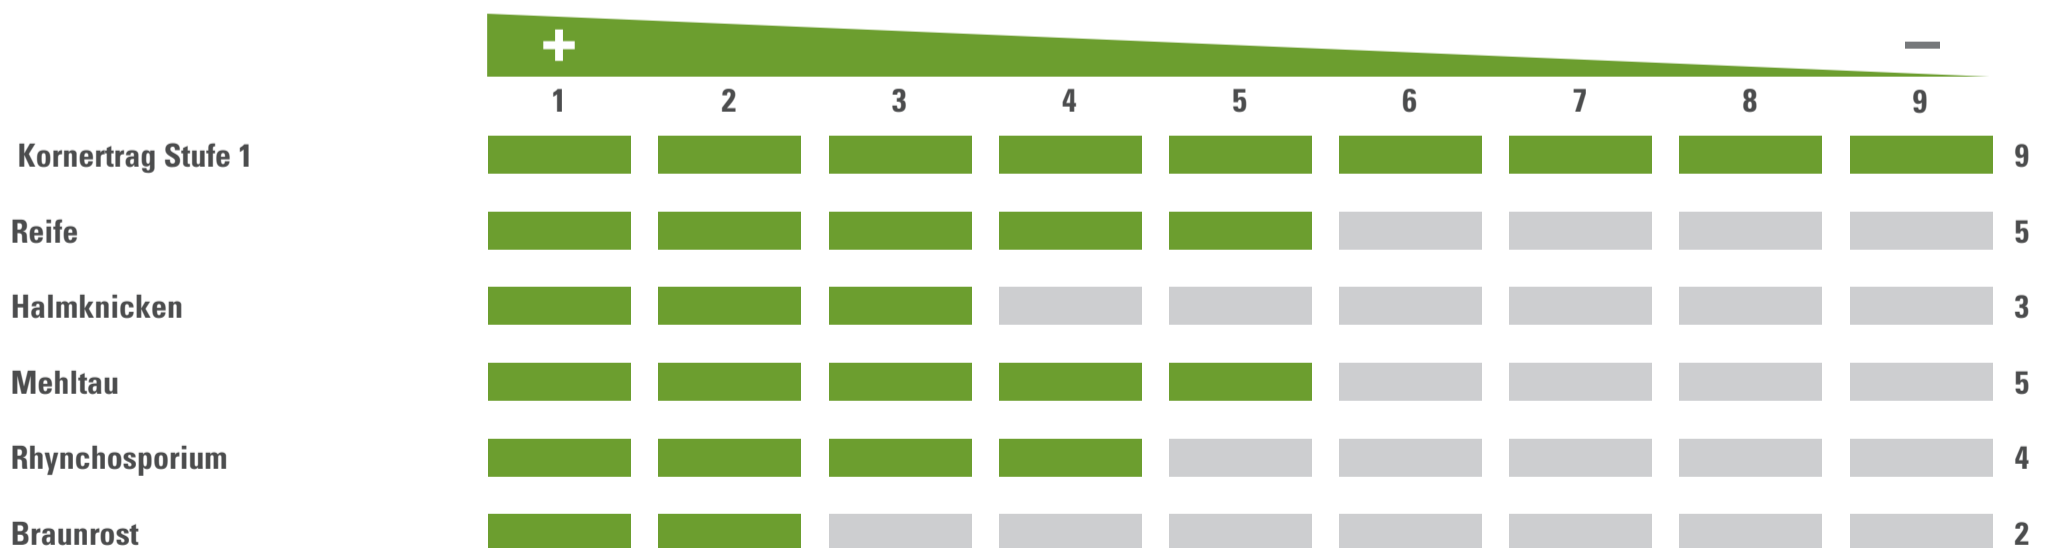 + –
1 2 3 4 5 6 7 8 9
Kornertrag Stufe 1 9
Reife 5
Halmknicken 3
Mehltau 5
Rhynchosporium 4
Braunrost 2